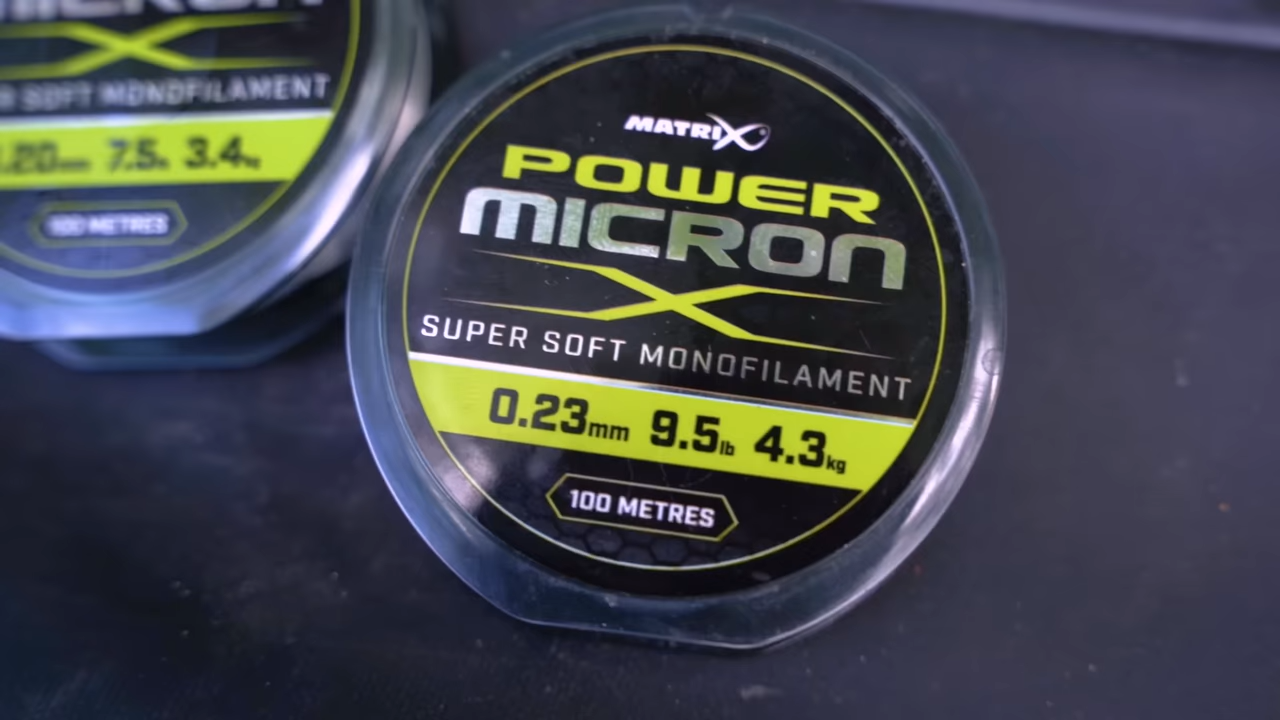 SOFT MONOFILAMENT
.20mm 7.5lb 3.4kg
100 METRES
MATRIX
POWER
MICRON
X
SUPER SOFT MONOFILAMENT
0.23mm 9.5lb 4.3kg
100 METRES